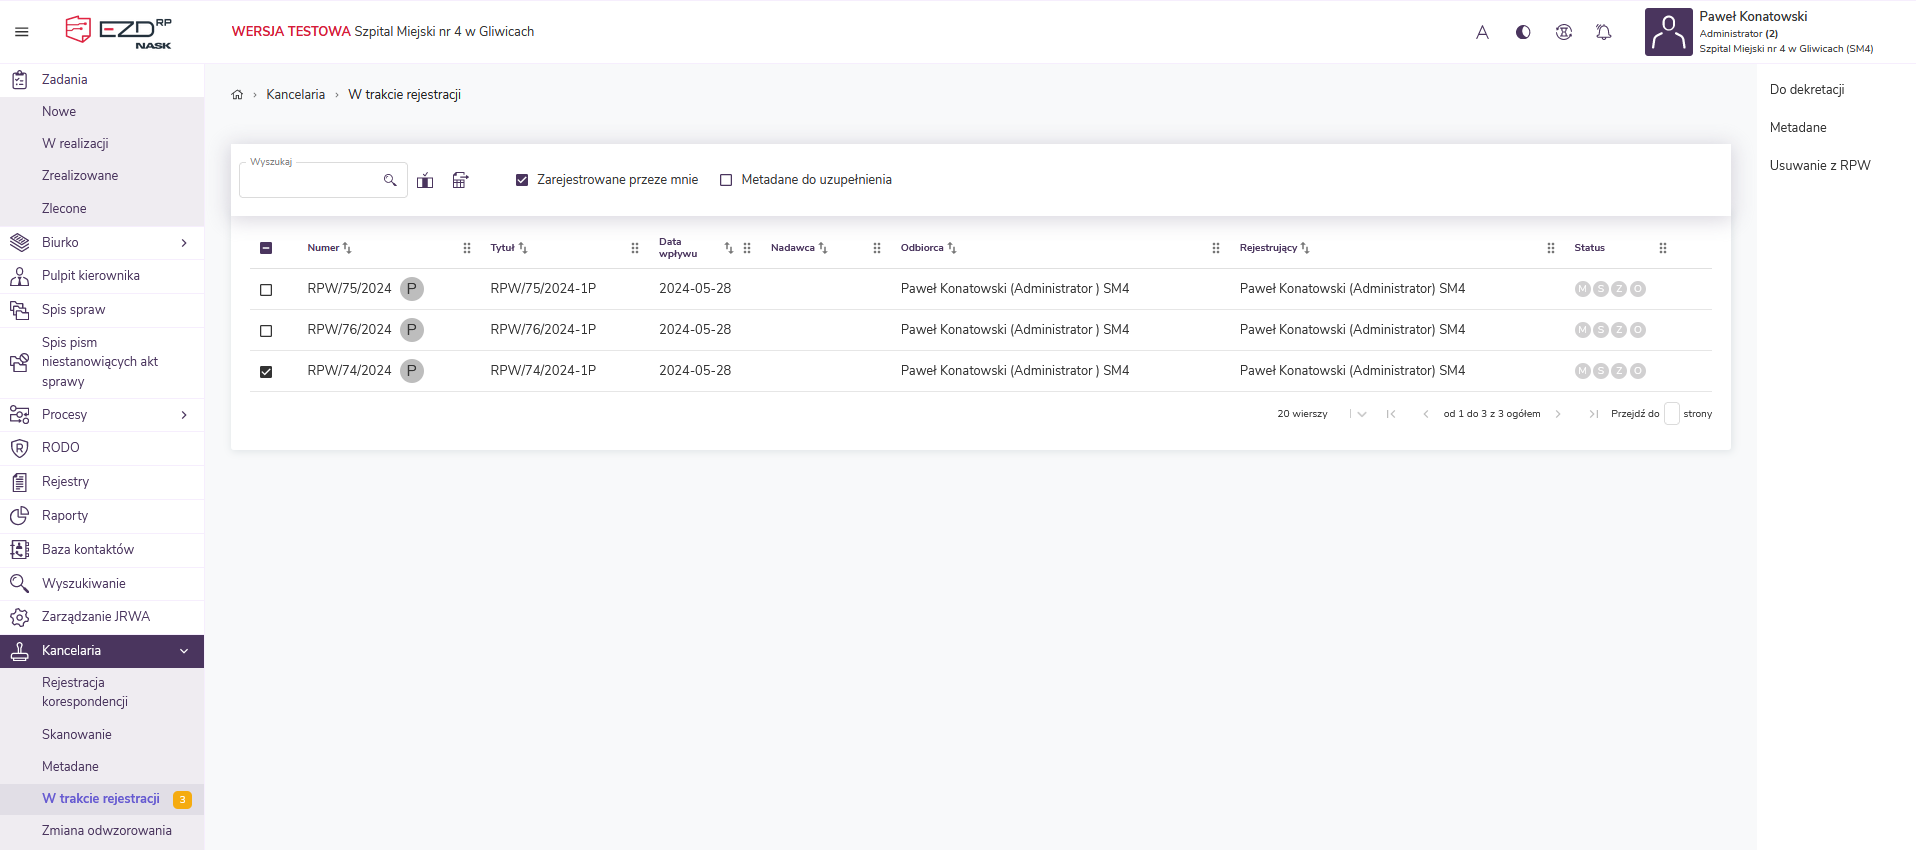 EZD RP
NASK
WERSJA TESTOWA Szpital Miejski nr 4 w Gliwicach
A
Paweł Konatowski
Administrator (2)
Szpital Miejski nr 4 w Gliwicach (SM4)
Zadania
Nowe
W realizacji
Zrealizowane
Zlecone
Biurko
Pulpit kierownika
Spis spraw
Spis pism
niestanowiących akt
sprawy
Procesy
RODO
Rejestry
Raporty
Baza kontaktów
Wyszukiwanie
Zarządzanie JRWA
Kancelaria
Rejestracja
korespondencji
Skanowanie
Metadane
W trakcie rejestracji 3
Zmiana odwzorowania
Kancelaria › W trakcie rejestracji
Wyszukaj
Zarejestrowane przeze mnie Metadane do uzupełnienia
Numer Tytuł Data wpływu Nadawca Odbiorca Rejestrujący Status
RPW/75/2024 P RPW/75/2024-1P 2024-05-28 Paweł Konatowski (Administrator ) SM4 Paweł Konatowski (Administrator) SM4 M S Z O
RPW/76/2024 P RPW/76/2024-1P 2024-05-28 Paweł Konatowski (Administrator ) SM4 Paweł Konatowski (Administrator) SM4 M S Z O
RPW/74/2024 P RPW/74/2024-1P 2024-05-28 Paweł Konatowski (Administrator ) SM4 Paweł Konatowski (Administrator) SM4 M S Z O
20 wierszy od 1 do 3 z 3 ogółem Przejdź do strony
Do dekretacji
Metadane
Usuwanie z RPW